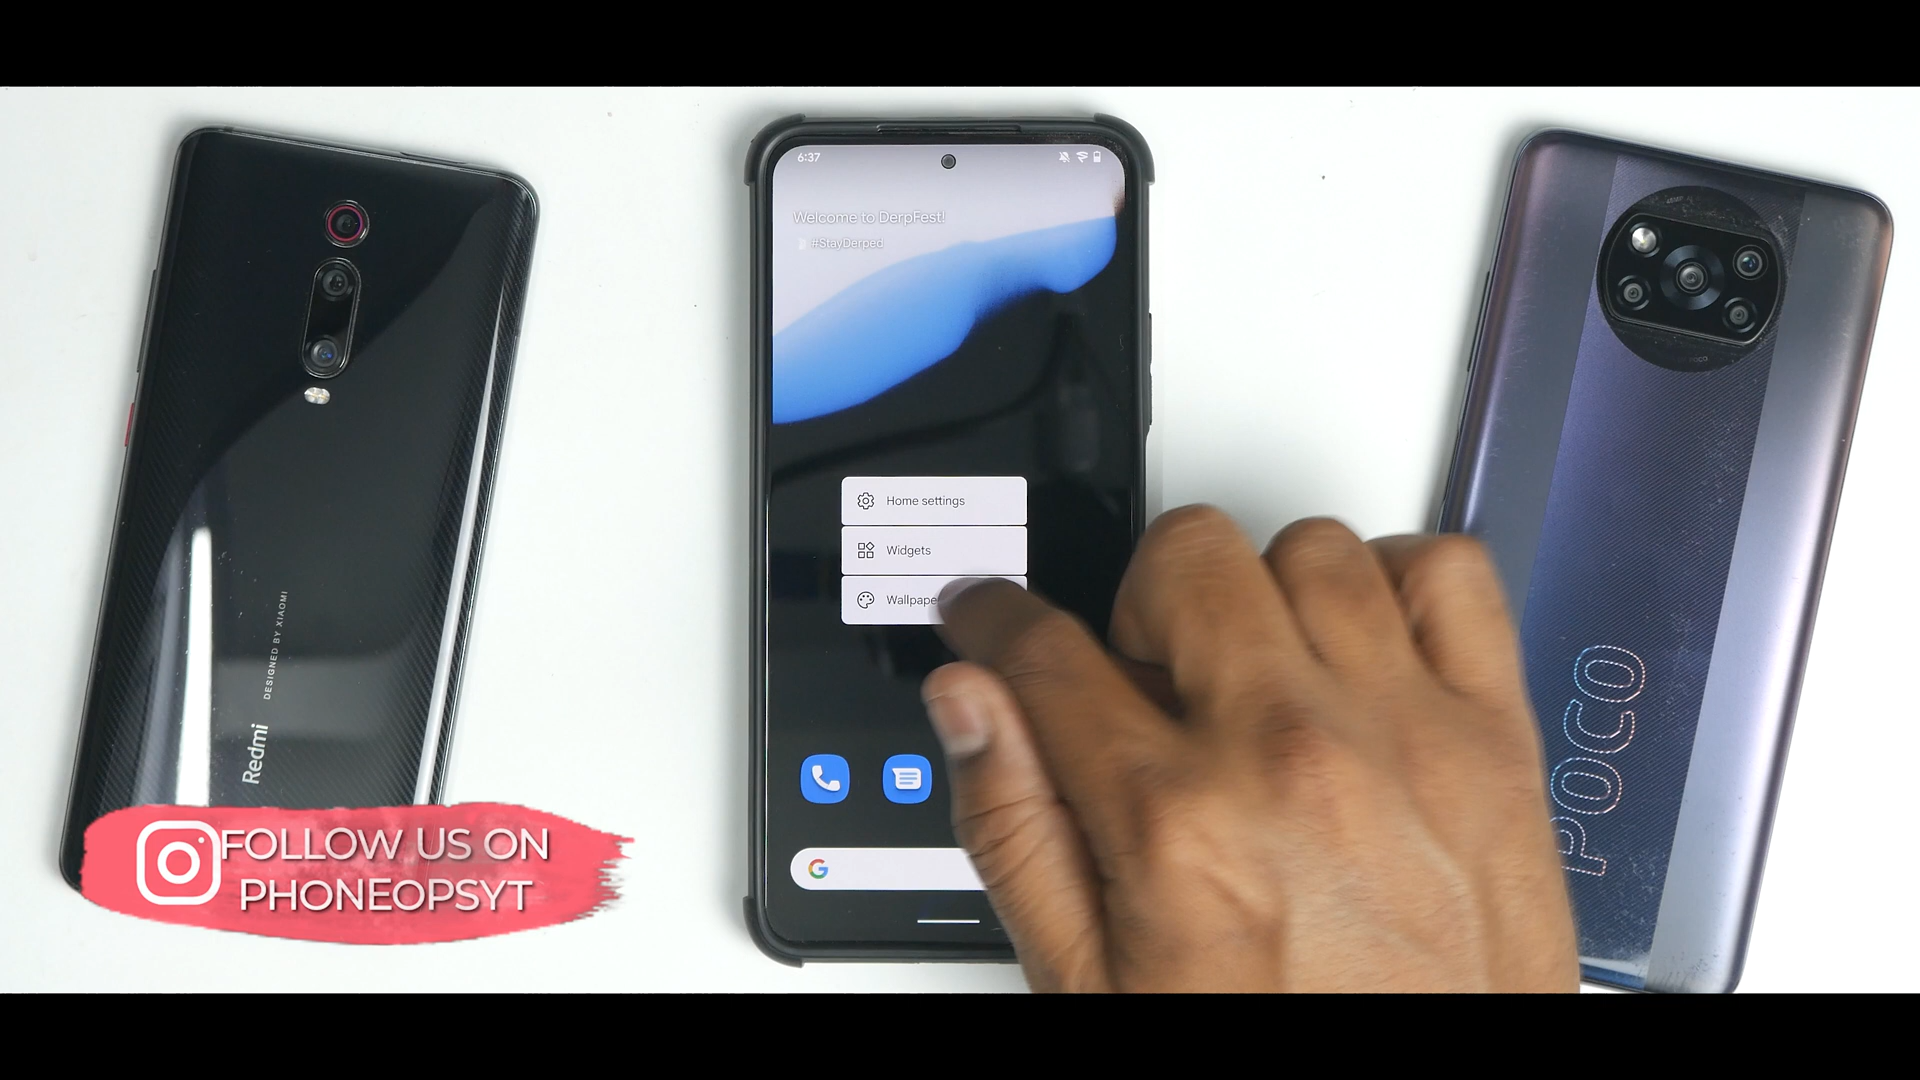 6:37
Welcome to DerpFest!
#StayDerped
Home settings
Widgets
Wallpape
DESIGNED BY XIAOMI
Redmi
POCO
FOLLOW US ON
PHONEOPSYT